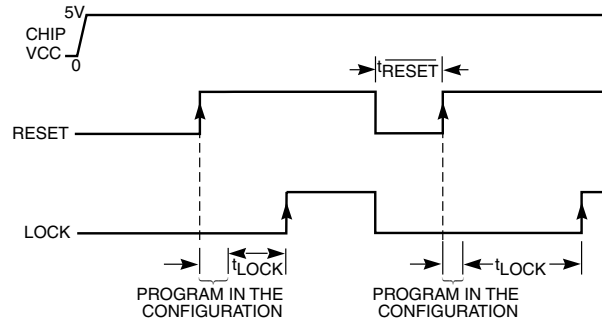 5V
CHIP
VCC
0
tRESET
RESET
LOCK
tLOCK
tLOCK
PROGRAM IN THE
CONFIGURATION
PROGRAM IN THE
CONFIGURATION